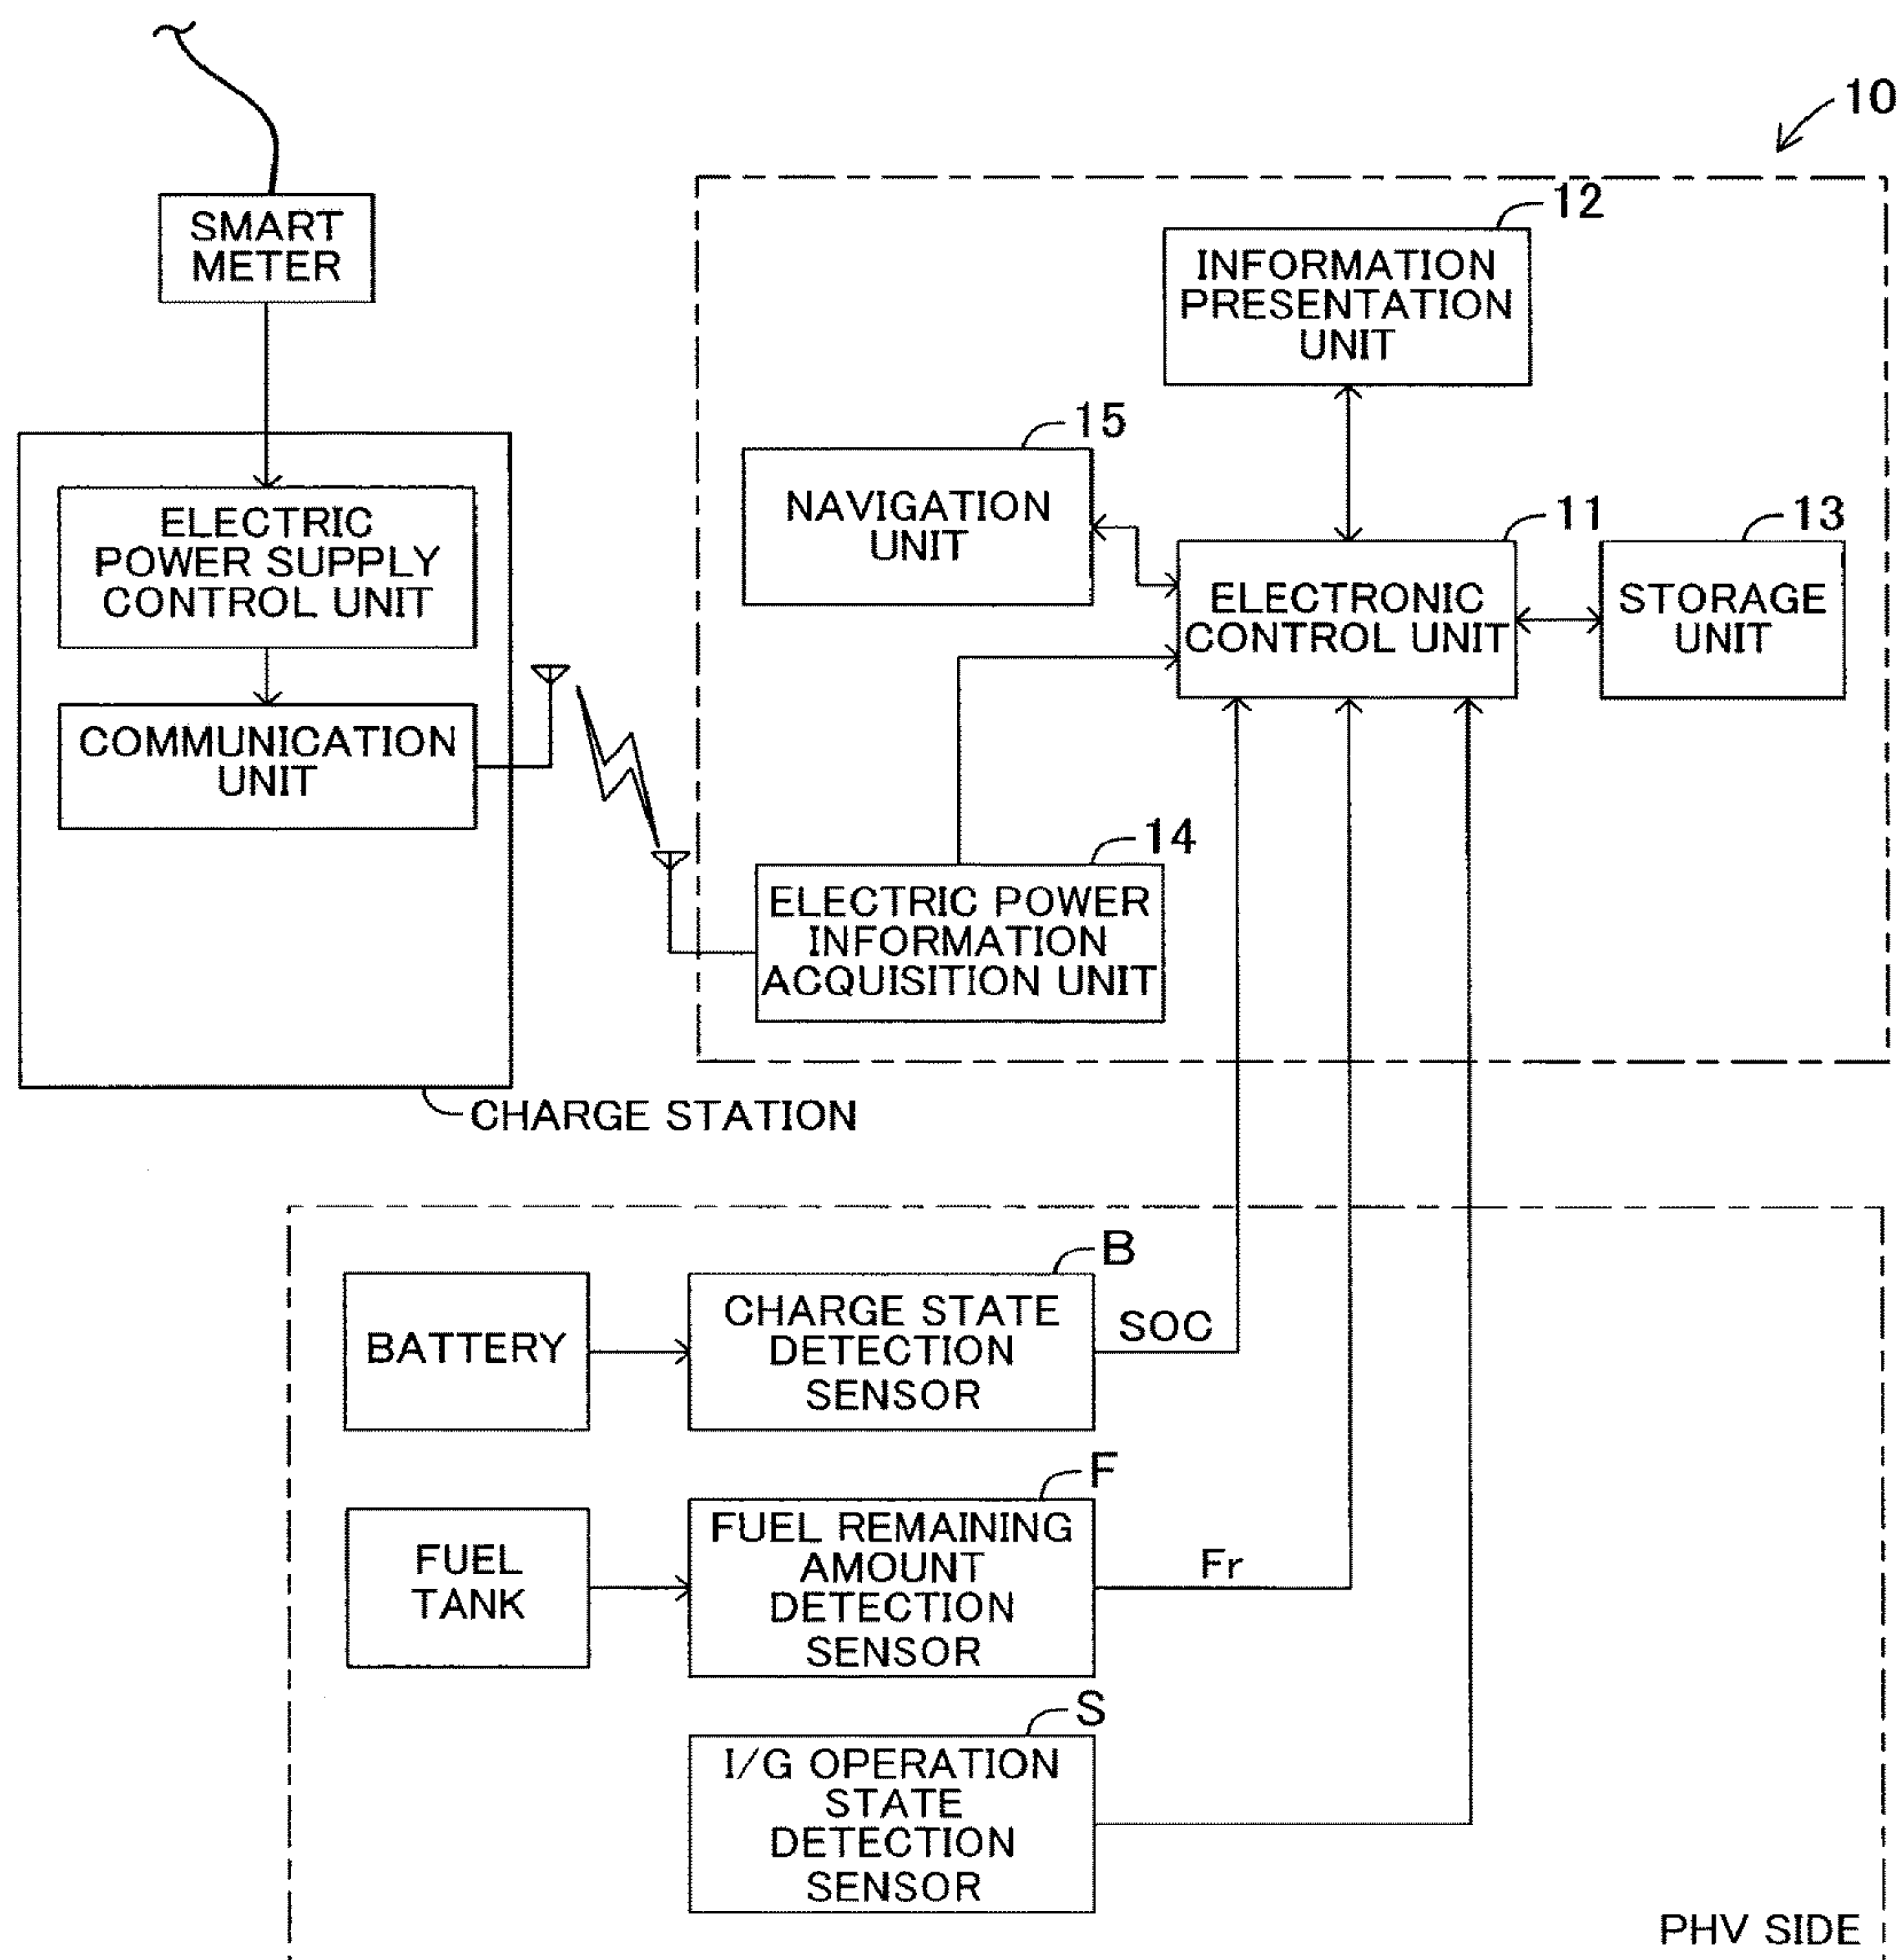 10
SMART
METER
12
INFORMATION
PRESENTATION
UNIT
15
NAVIGATION
UNIT
11
ELECTRONIC
CONTROL UNIT
13
STORAGE
UNIT
ELECTRIC
POWER SUPPLY
CONTROL UNIT
COMMUNICATION
UNIT
14
ELECTRIC POWER
INFORMATION
ACQUISITION UNIT
CHARGE STATION
BATTERY
B
CHARGE STATE
DETECTION
SENSOR
SOC
FUEL
TANK
F
FUEL REMAINING
AMOUNT
DETECTION
SENSOR
Fr
S
I/G OPERATION
STATE
DETECTION
SENSOR
PHV SIDE